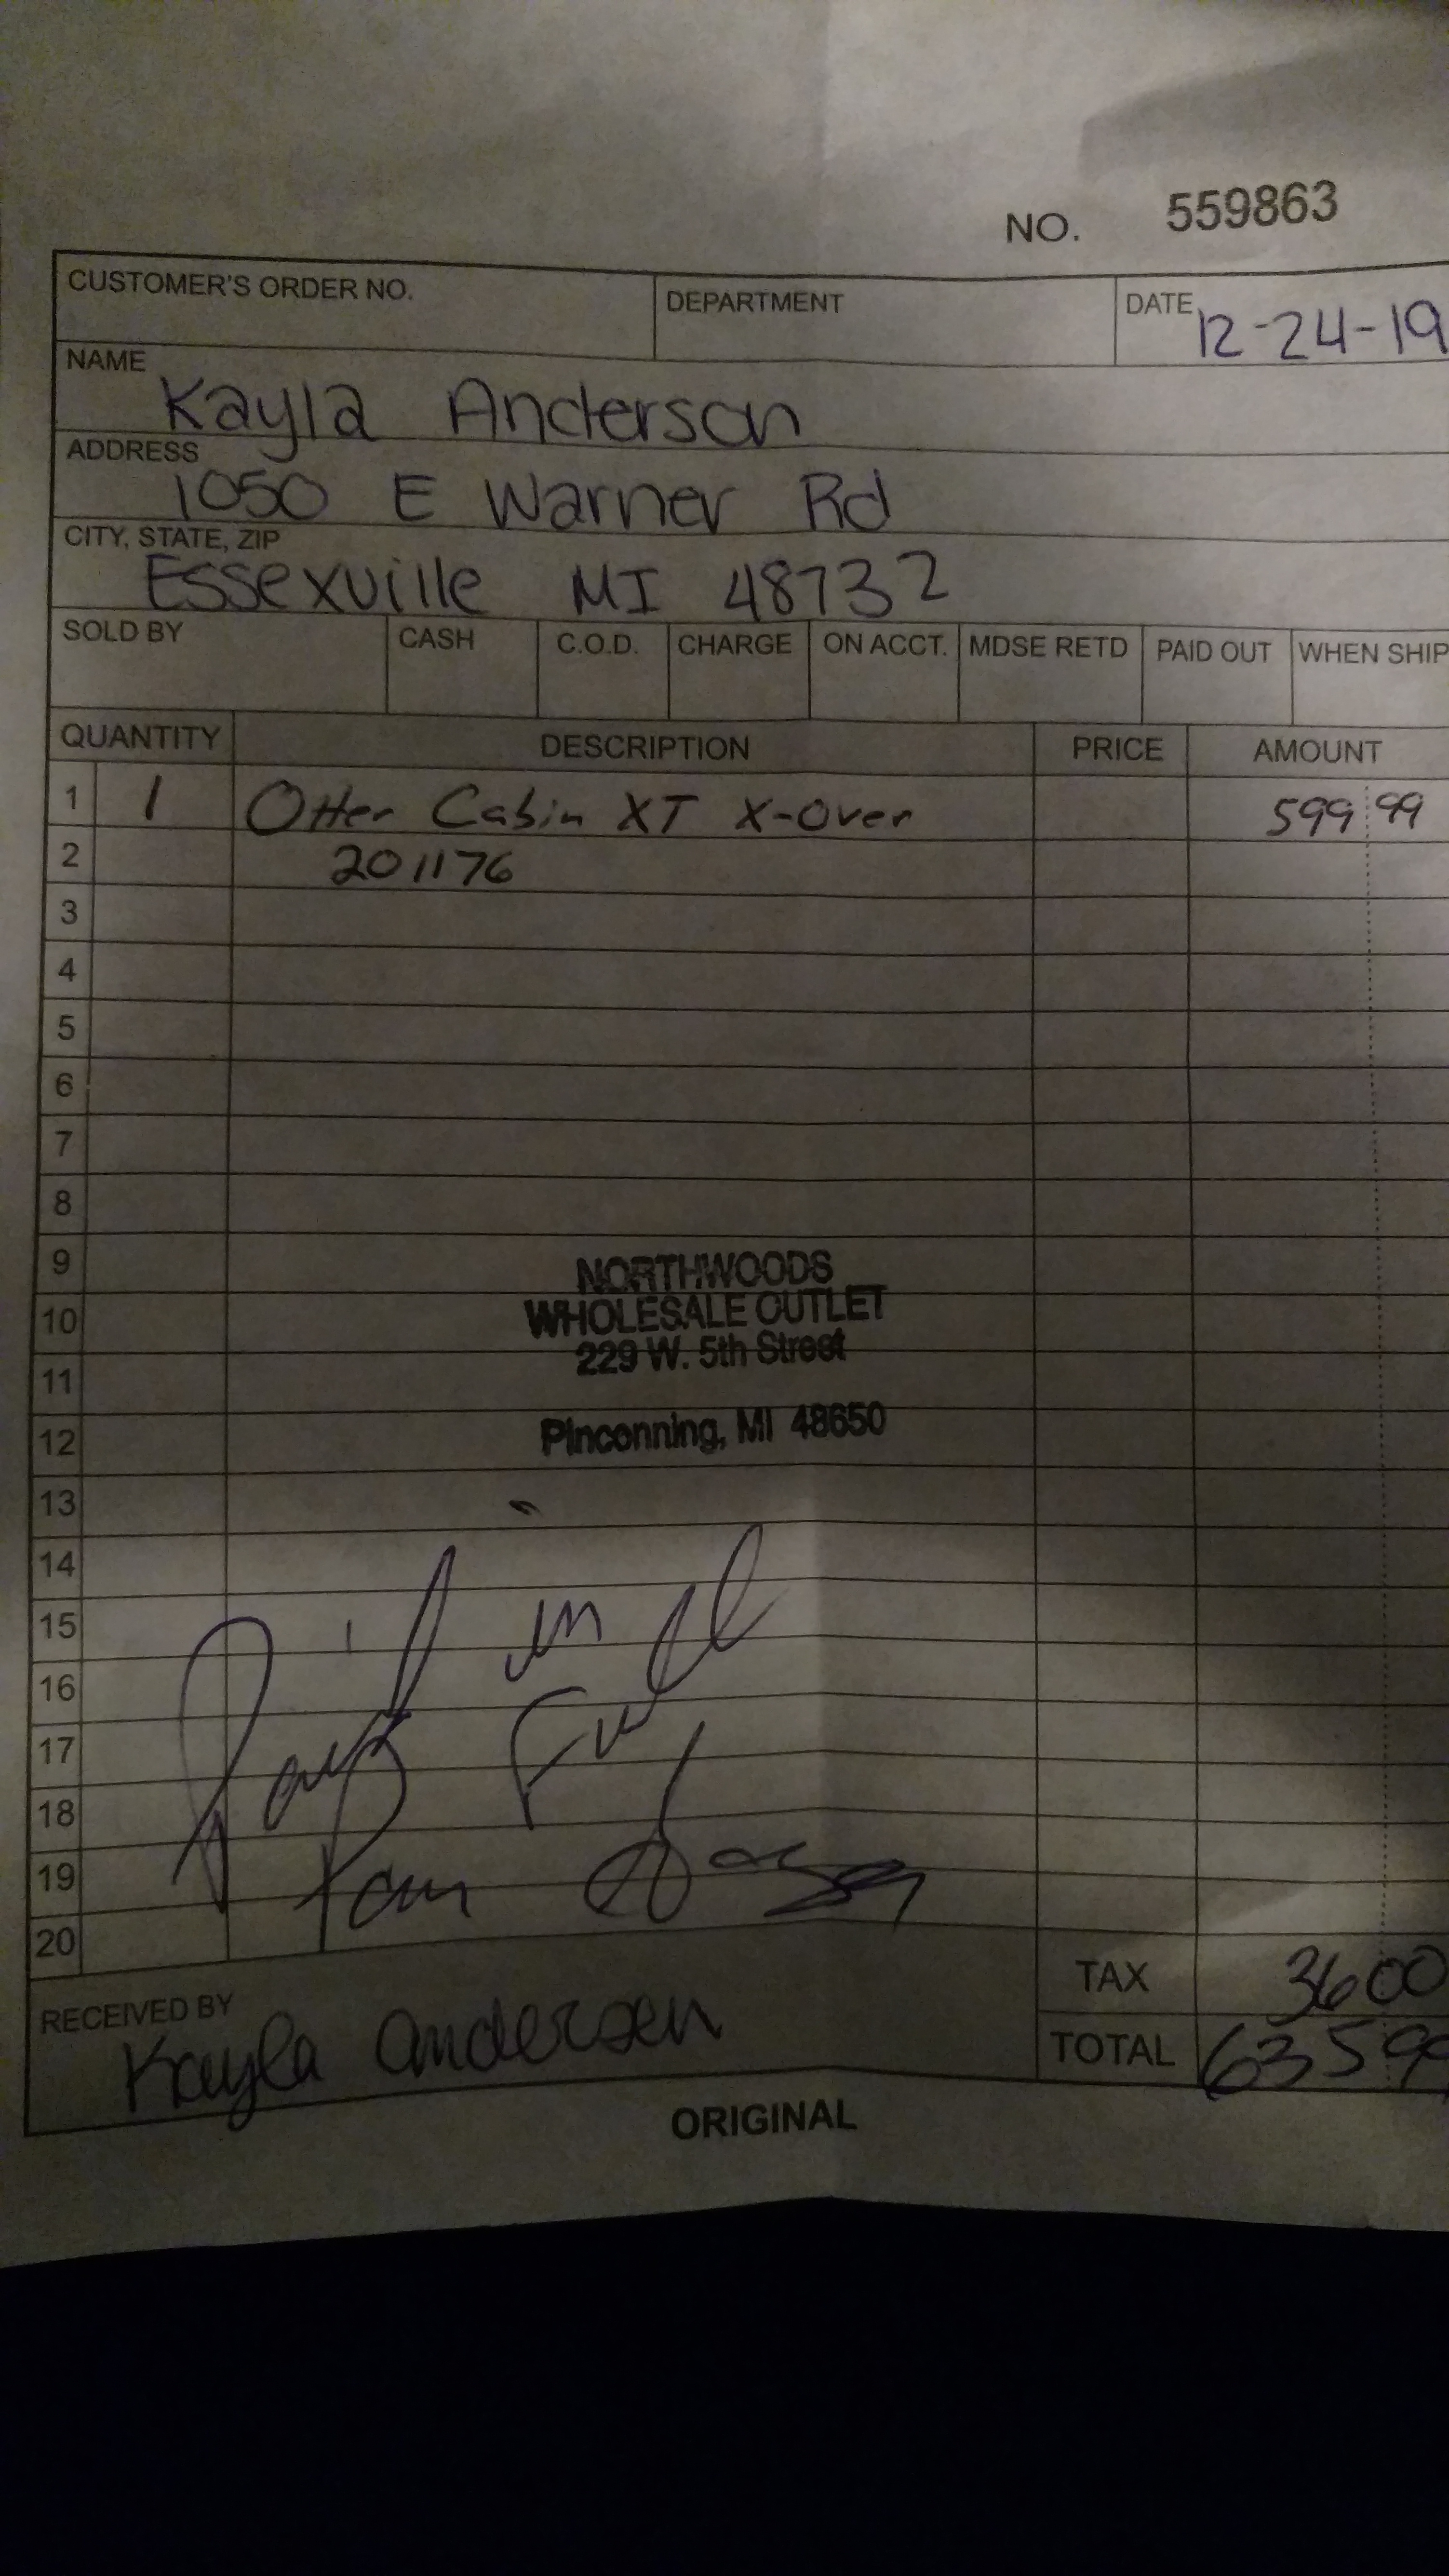 NO. 559863
CUSTOMER'S ORDER NO. DEPARTMENT DATE 12-24-19
NAME Kayla Anderson
ADDRESS 1050 E Warner Rd
CITY, STATE, ZIP Essexville MI 48732
SOLD BY CASH C.O.D. CHARGE ON ACCT. MDSE RETD PAID OUT WHEN SHIP
QUANTITY DESCRIPTION PRICE AMOUNT
1 1 Otter Cabin XT X-Over 599 99
2 201176
3
4
5
6
7
8
9 NORTHWOODS
10 WHOLESALE OUTLET
11 229 W. 5th Street
12 Pinconning, MI 48650
13
14
15 Paid in
16 Full
17
18
19
20
TAX 36 00
RECEIVED BY Kayla Anderson TOTAL 635 99
ORIGINAL